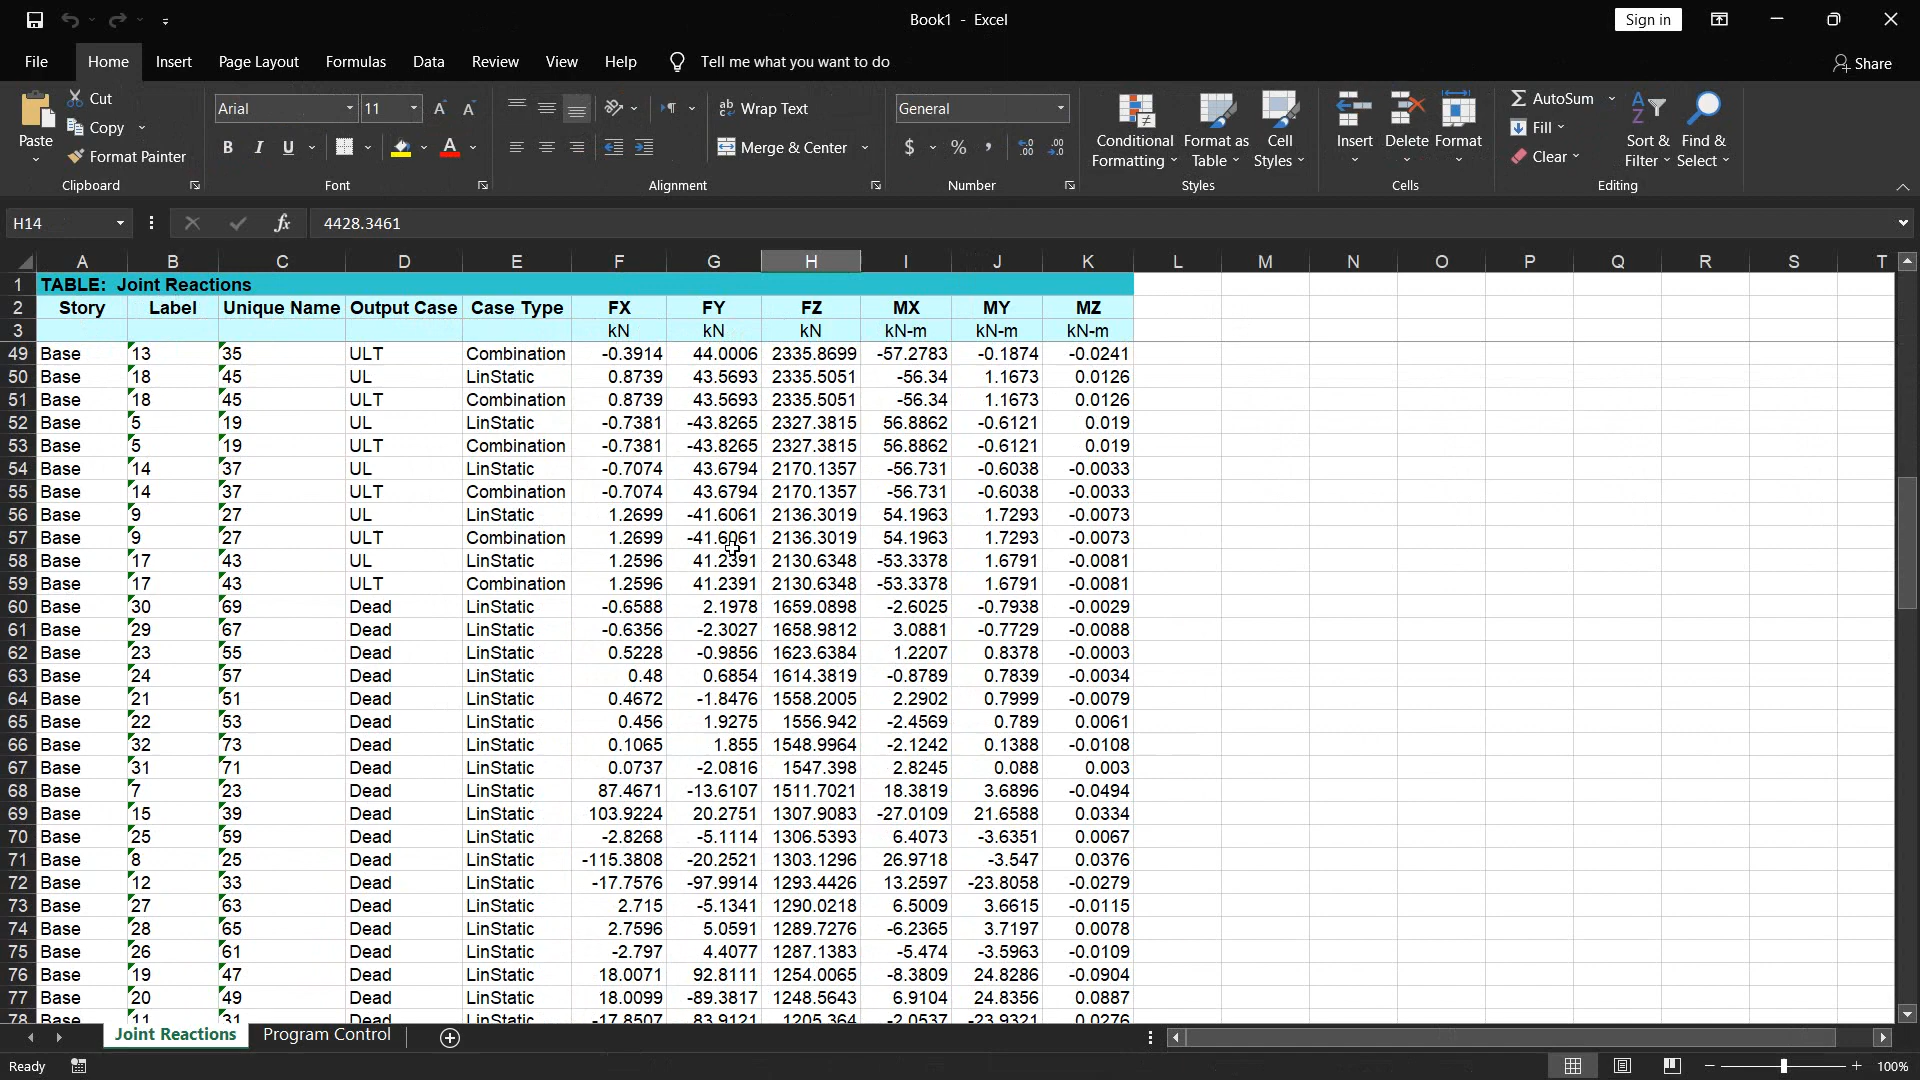 Book1 - Excel
Sign in
File Home Insert Page Layout Formulas Data Review View Help Tell me what you want to do Share
Paste Cut Copy Format Painter Clipboard
Arial 11 A A B I U A Font
ab Wrap Text Merge & Center Alignment
General $ % , Number
Conditional Formatting Format as Table Cell Styles Styles
Insert Delete Format Cells
AutoSum Fill Clear Sort & Filter Find & Select Editing
H14 fx 4428.3461
A B C D E F G H I J K L M N O P Q R S T
1 TABLE: Joint Reactions
2 Story Label Unique Name Output Case Case Type FX FY FZ MX MY MZ
3 kN kN kN kN-m kN-m kN-m
49 Base 13 35 ULT Combination -0.3914 44.0006 2335.8699 -57.2783 -0.1874 -0.0241
50 Base 18 45 UL LinStatic 0.8739 43.5693 2335.5051 -56.34 1.1673 0.0126
51 Base 18 45 ULT Combination 0.8739 43.5693 2335.5051 -56.34 1.1673 0.0126
52 Base 5 19 UL LinStatic -0.7381 -43.8265 2327.3815 56.8862 -0.6121 0.019
53 Base 5 19 ULT Combination -0.7381 -43.8265 2327.3815 56.8862 -0.6121 0.019
54 Base 14 37 UL LinStatic -0.7074 43.6794 2170.1357 -56.731 -0.6038 -0.0033
55 Base 14 37 ULT Combination -0.7074 43.6794 2170.1357 -56.731 -0.6038 -0.0033
56 Base 9 27 UL LinStatic 1.2699 -41.6061 2136.3019 54.1963 1.7293 -0.0073
57 Base 9 27 ULT Combination 1.2699 -41.6061 2136.3019 54.1963 1.7293 -0.0073
58 Base 17 43 UL LinStatic 1.2596 41.2391 2130.6348 -53.3378 1.6791 -0.0081
59 Base 17 43 ULT Combination 1.2596 41.2391 2130.6348 -53.3378 1.6791 -0.0081
60 Base 30 69 Dead LinStatic -0.6588 2.1978 1659.0898 -2.6025 -0.7938 -0.0029
61 Base 29 67 Dead LinStatic -0.6356 -2.3027 1658.9812 3.0881 -0.7729 -0.0088
62 Base 23 55 Dead LinStatic 0.5228 -0.9856 1623.6384 1.2207 0.8378 -0.0003
63 Base 24 57 Dead LinStatic 0.48 0.6854 1614.3819 -0.8789 0.7839 -0.0034
64 Base 21 51 Dead LinStatic 0.4672 -1.8476 1558.2005 2.2902 0.7999 -0.0079
65 Base 22 53 Dead LinStatic 0.456 1.9275 1556.942 -2.4569 0.789 0.0061
66 Base 32 73 Dead LinStatic 0.1065 1.855 1548.9964 -2.1242 0.1388 -0.0108
67 Base 31 71 Dead LinStatic 0.0737 -2.0816 1547.398 2.8245 0.088 0.003
68 Base 7 23 Dead LinStatic 87.4671 -13.6107 1511.7021 18.3819 3.6896 -0.0494
69 Base 15 39 Dead LinStatic 103.9224 20.2751 1307.9083 -27.0109 21.6588 0.0334
70 Base 25 59 Dead LinStatic -2.8268 -5.1114 1306.5393 6.4073 -3.6351 0.0067
71 Base 8 25 Dead LinStatic -115.3808 -20.2521 1303.1296 26.9718 -3.547 0.0376
72 Base 12 33 Dead LinStatic -17.7576 -97.9914 1293.4426 13.2597 -23.8058 -0.0279
73 Base 27 63 Dead LinStatic 2.715 -5.1341 1290.0218 6.5009 3.6615 -0.0115
74 Base 28 65 Dead LinStatic 2.7596 5.0591 1289.7276 -6.2365 3.7197 0.0078
75 Base 26 61 Dead LinStatic -2.797 4.4077 1287.1383 -5.474 -3.5963 -0.0109
76 Base 19 47 Dead LinStatic 18.0071 92.8111 1254.0065 -8.3809 24.8286 -0.0904
77 Base 20 49 Dead LinStatic 18.0099 -89.3817 1248.5643 6.9104 24.8356 0.0887
78 Base 11 31 Dead LinStatic -17.8507 83.9121 1205.364 -2.0537 -23.9321 0.0276
Joint Reactions Program Control
Ready 100%